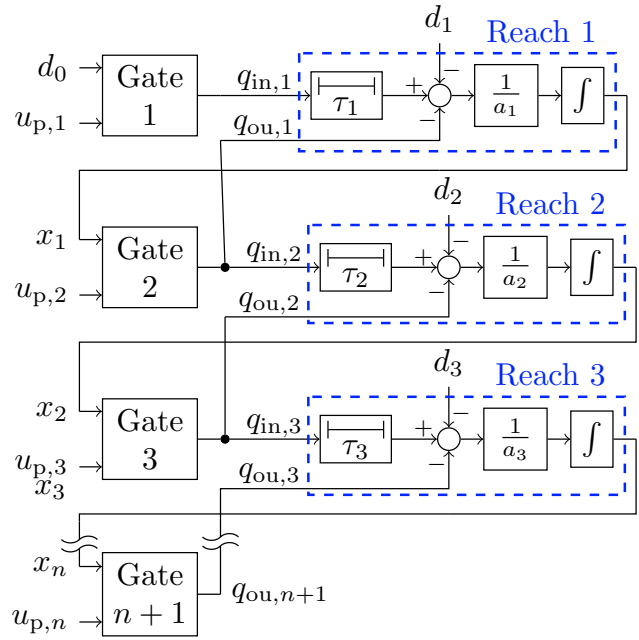 d₁ Reach 1
d₀ Gate 1 q_in,1 τ₁ + − − 1/a₁ ∫
u_p,1
q_ou,1
d₂ Reach 2
x₁ Gate 2 q_in,2 τ₂ + − − 1/a₂ ∫
u_p,2
q_ou,2
d₃ Reach 3
x₂ Gate 3 q_in,3 τ₃ + − − 1/a₃ ∫
u_p,3
x₃
q_ou,3
x_n Gate n + 1
q_ou,n+1
u_p,n